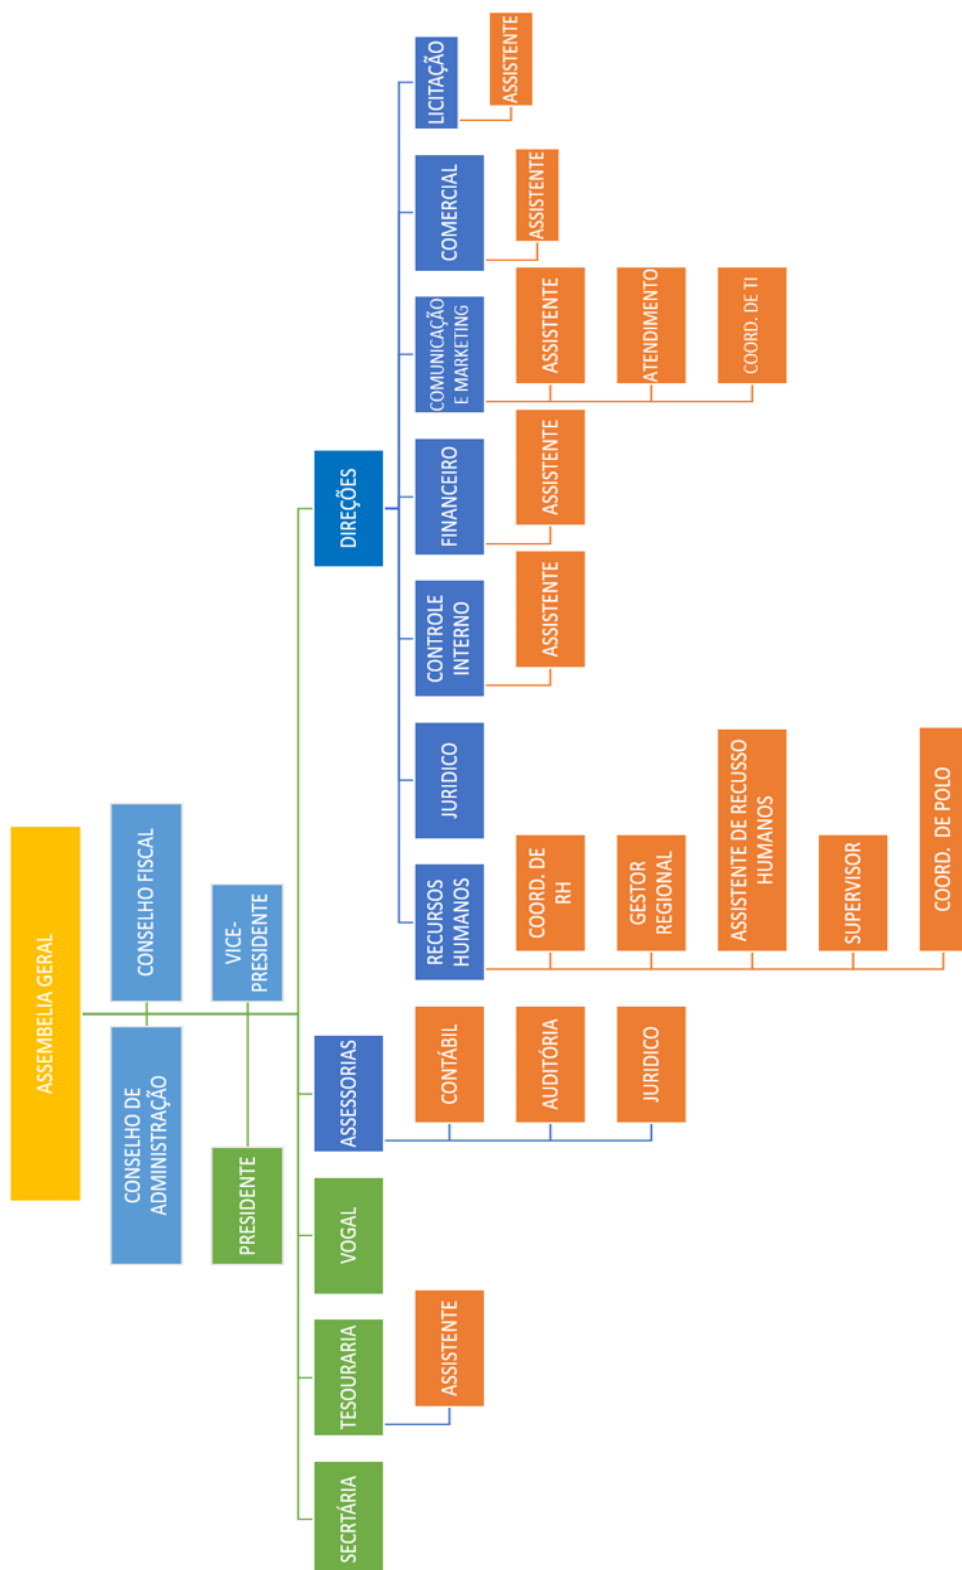 ASSEMBELIA GERAL
CONSELHO DE
ADMINISTRAÇÃO
CONSELHO FISCAL
PRESIDENTE
VICE-
PRESIDENTE
SECRTÁRIA
TESOURARIA
VOGAL
ASSESSORIAS
DIREÇÕES
ASSISTENTE
CONTÁBIL
AUDITÓRIA
JURIDICO
RECURSOS
HUMANOS
JURIDICO
CONTROLE
INTERNO
FINANCEIRO
COMUNICAÇÃO
E MARKETING
COMERCIAL
LICITAÇÃO
COORD. DE
RH
GESTOR
REGIONAL
ASSISTENTE DE RECUSSO
HUMANOS
SUPERVISOR
COORD. DE POLO
ASSISTENTE
ASSISTENTE
ASSISTENTE
ATENDIMENTO
COORD. DE TI
ASSISTENTE
ASSISTENTE